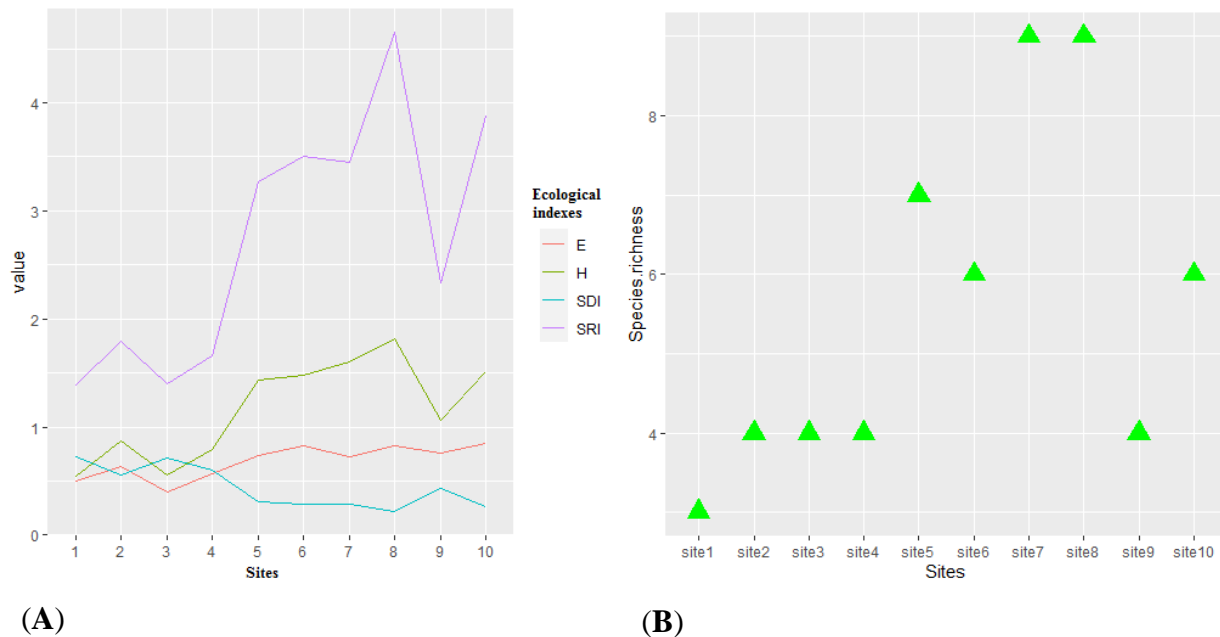 4
3
2
1
0
value
1 2 3 4 5 6 7 8 9 10
Sites
Ecological
indexes
E
H
SDI
SRI
(A)
8
6
4
Species.richness
site1 site2 site3 site4 site5 site6 site7 site8 site9 site10
Sites
(B)